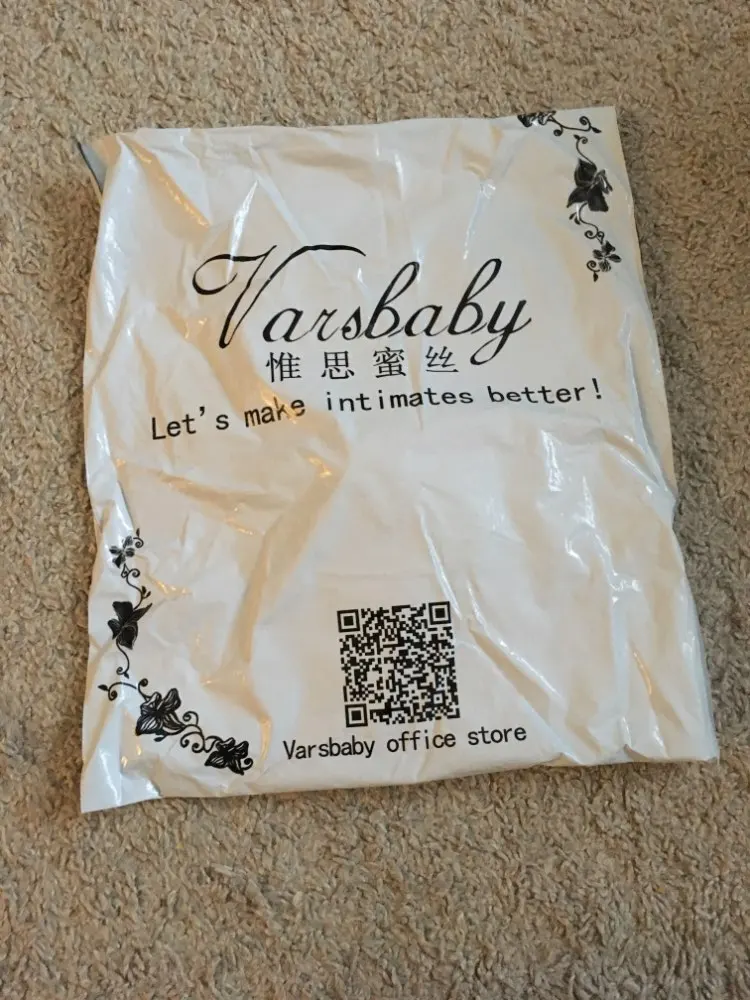 Varsbaby
惟思蜜丝
Let's make intimates better!
Varsbaby office store